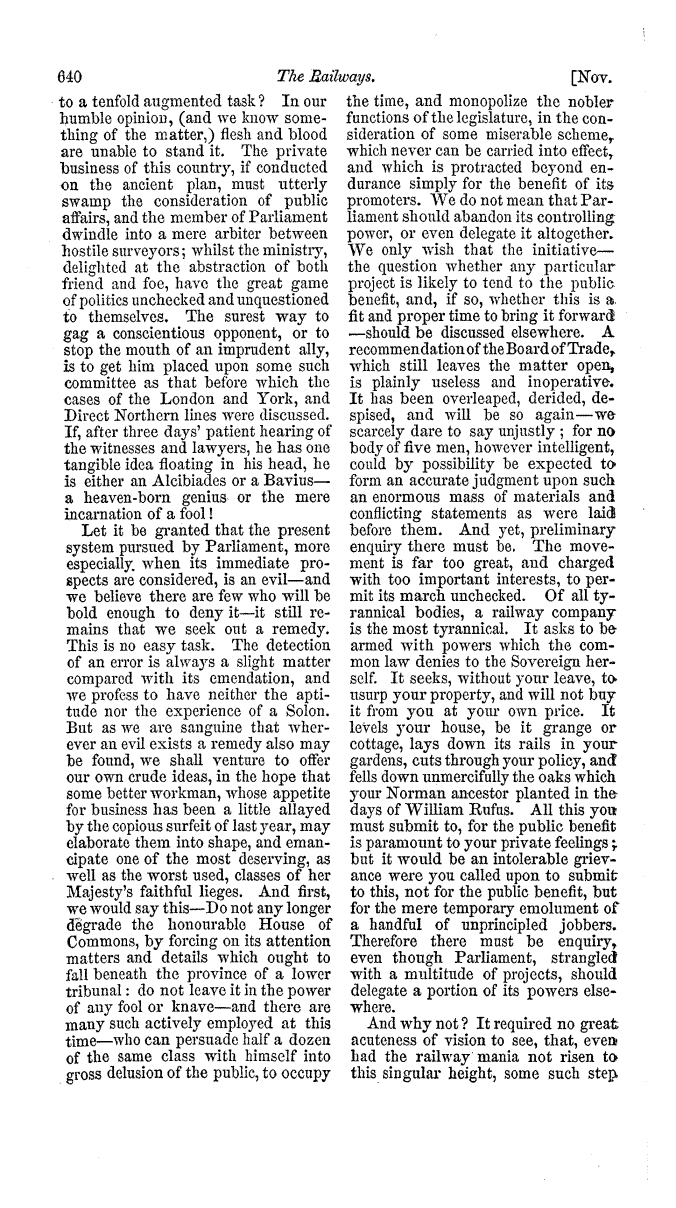 640 The Railways. [Nov.
to a tenfold augmented task? In our
humble opinion, (and we know some-
thing of the matter,) flesh and blood
are unable to stand it. The private
business of this country, if conducted
on the ancient plan, must utterly
swamp the consideration of public
affairs, and the member of Parliament
dwindle into a mere arbiter between
hostile surveyors; whilst the ministry,
delighted at the abstraction of both
friend and foe, have the great game
of politics unchecked and unquestioned
to themselves. The surest way to
gag a conscientious opponent, or to
stop the mouth of an imprudent ally,
is to get him placed upon some such
committee as that before which the
cases of the London and York, and
Direct Northern lines were discussed.
If, after three days' patient hearing of
the witnesses and lawyers, he has one
tangible idea floating in his head, he
is either an Alcibiades or a Bavius—
a heaven-born genius or the mere
incarnation of a fool!
Let it be granted that the present
system pursued by Parliament, more
especially when its immediate pro-
spects are considered, is an evil—and
we believe there are few who will be
bold enough to deny it—it still re-
mains that we seek out a remedy.
This is no easy task. The detection
of an error is always a slight matter
compared with its emendation, and
we profess to have neither the apti-
tude nor the experience of a Solon.
But as we are sanguine that wher-
ever an evil exists a remedy also may
be found, we shall venture to offer
our own crude ideas, in the hope that
some better workman, whose appetite
for business has been a little allayed
by the copious surfeit of last year, may
elaborate them into shape, and eman-
cipate one of the most deserving, as
well as the worst used, classes of her
Majesty's faithful lieges. And first,
we would say this—Do not any longer
degrade the honourable House of
Commons, by forcing on its attention
matters and details which ought to
fall beneath the province of a lower
tribunal: do not leave it in the power
of any fool or knave—and there are
many such actively employed at this
time—who can persuade half a dozen
of the same class with himself into
gross delusion of the public, to occupy
the time, and monopolize the nobler
functions of the legislature, in the con-
sideration of some miserable scheme,
which never can be carried into effect,
and which is protracted beyond en-
durance simply for the benefit of its
promoters. We do not mean that Par-
liament should abandon its controlling
power, or even delegate it altogether.
We only wish that the initiative—
the question whether any particular
project is likely to tend to the public
benefit, and, if so, whether this is a
fit and proper time to bring it forward
—should be discussed elsewhere. A
recommendation of the Board of Trade,
which still leaves the matter open,
is plainly useless and inoperative.
It has been overleaped, derided, de-
spised, and will be so again—we
scarcely dare to say unjustly; for no
body of five men, however intelligent,
could by possibility be expected to
form an accurate judgment upon such
an enormous mass of materials and
conflicting statements as were laid
before them. And yet, preliminary
enquiry there must be. The move-
ment is far too great, and charged
with too important interests, to per-
mit its march unchecked. Of all ty-
rannical bodies, a railway company
is the most tyrannical. It asks to be
armed with powers which the com-
mon law denies to the Sovereign her-
self. It seeks, without your leave, to
usurp your property, and will not buy
it from you at your own price. It
levels your house, be it grange or
cottage, lays down its rails in your
gardens, cuts through your policy, and
fells down unmercifully the oaks which
your Norman ancestor planted in the
days of William Rufus. All this you
must submit to, for the public benefit
is paramount to your private feelings;
but it would be an intolerable griev-
ance were you called upon to submit
to this, not for the public benefit, but
for the mere temporary emolument of
a handful of unprincipled jobbers.
Therefore there must be enquiry,
even though Parliament, strangled
with a multitude of projects, should
delegate a portion of its powers else-
where.
And why not? It required no great
acuteness of vision to see, that, even
had the railway mania not risen to
this singular height, some such step